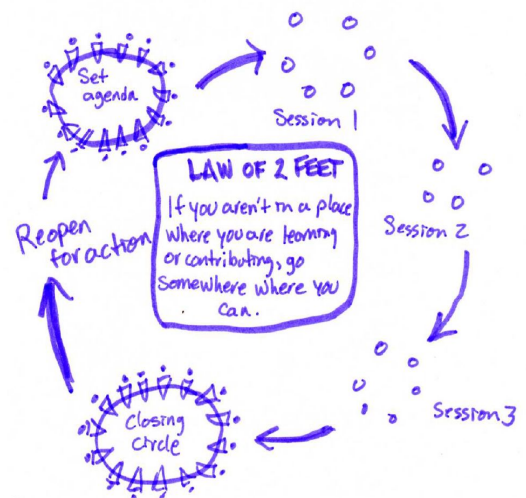 Set
agenda
Session 1
LAW OF 2 FEET
If you aren't in a place
where you are learning
or contributing, go
somewhere where you
can.
Session 2
Reopen
for action
Session 3
Closing
circle